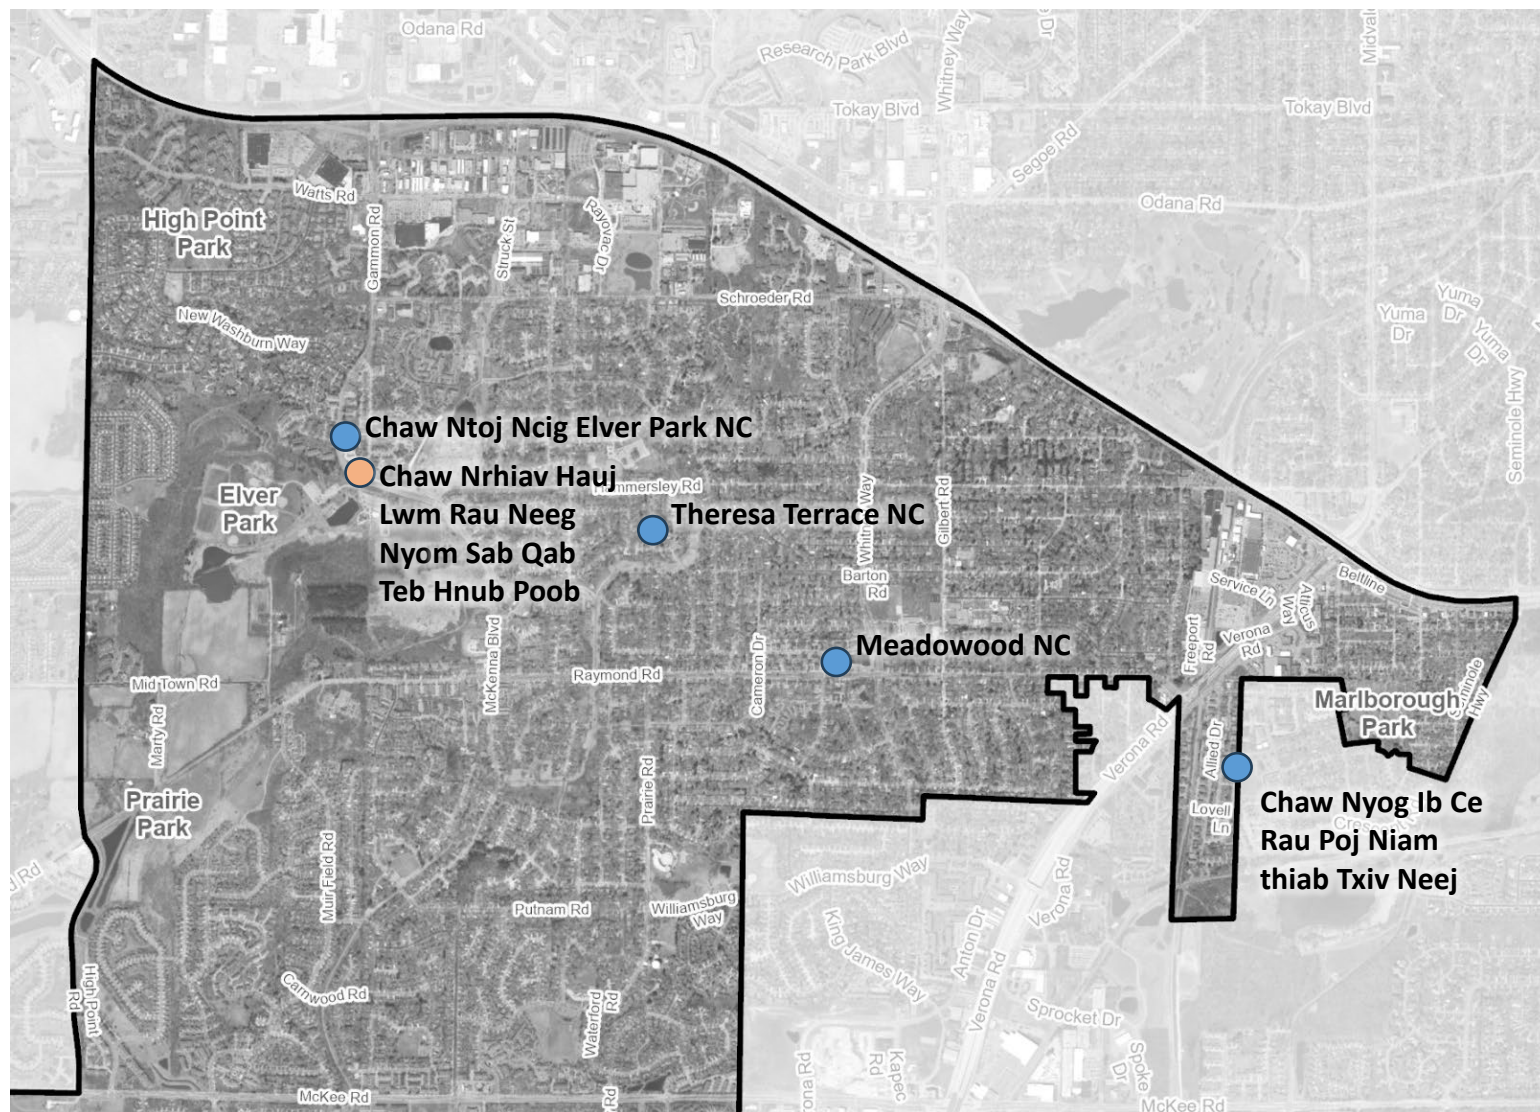 Odana Rd
Research Park Blvd
Whitney Way
Midval
Tokay Blvd
Tokay Blvd
Segoe Rd
Odana Rd
Watts Rd
High Point
Park
Gammon Rd
Struck St
Rayovac Dr
Schroeder Rd
New Washburn Way
Yuma
Dr
Yuma
Dr
Yuma
Dr
Seminole Hwy
Chaw Ntoj Ncig Elver Park NC
Chaw Nrhiav Hauj
Lwm Rau Neeg
Nyom Sab Qab
Teb Hnub Poob
Elver
Park
Theresa Terrace NC
Whitney Way
Gilbert Rd
Barton
Rd
Service Ln
Atticus
Way
Beltline
Verona
Rd
Freeport
Rd
Meadowood NC
Mid Town Rd
McKenna Blvd
Raymond Rd
Cameron Dr
Marlborough
Park
Seminole
Hwy
Marty Rd
Verona Rd
Allied Dr
Prairie
Park
Prairie Rd
Lovell
Ln
Chaw Nyog Ib Ce
Rau Poj Niam
thiab Txiv Neej
Muir Field Rd
Williamsburg Way
Putnam Rd
Williamsburg
Way
King James Way
Anton Dr
Verona Rd
High Point
Rd
Carnwood Rd
Waterford
Rd
Verona Rd
Sprocket Dr
Spoke
Dr
Kapec
Rd
rona Rd
McKee Rd
McKee Rd